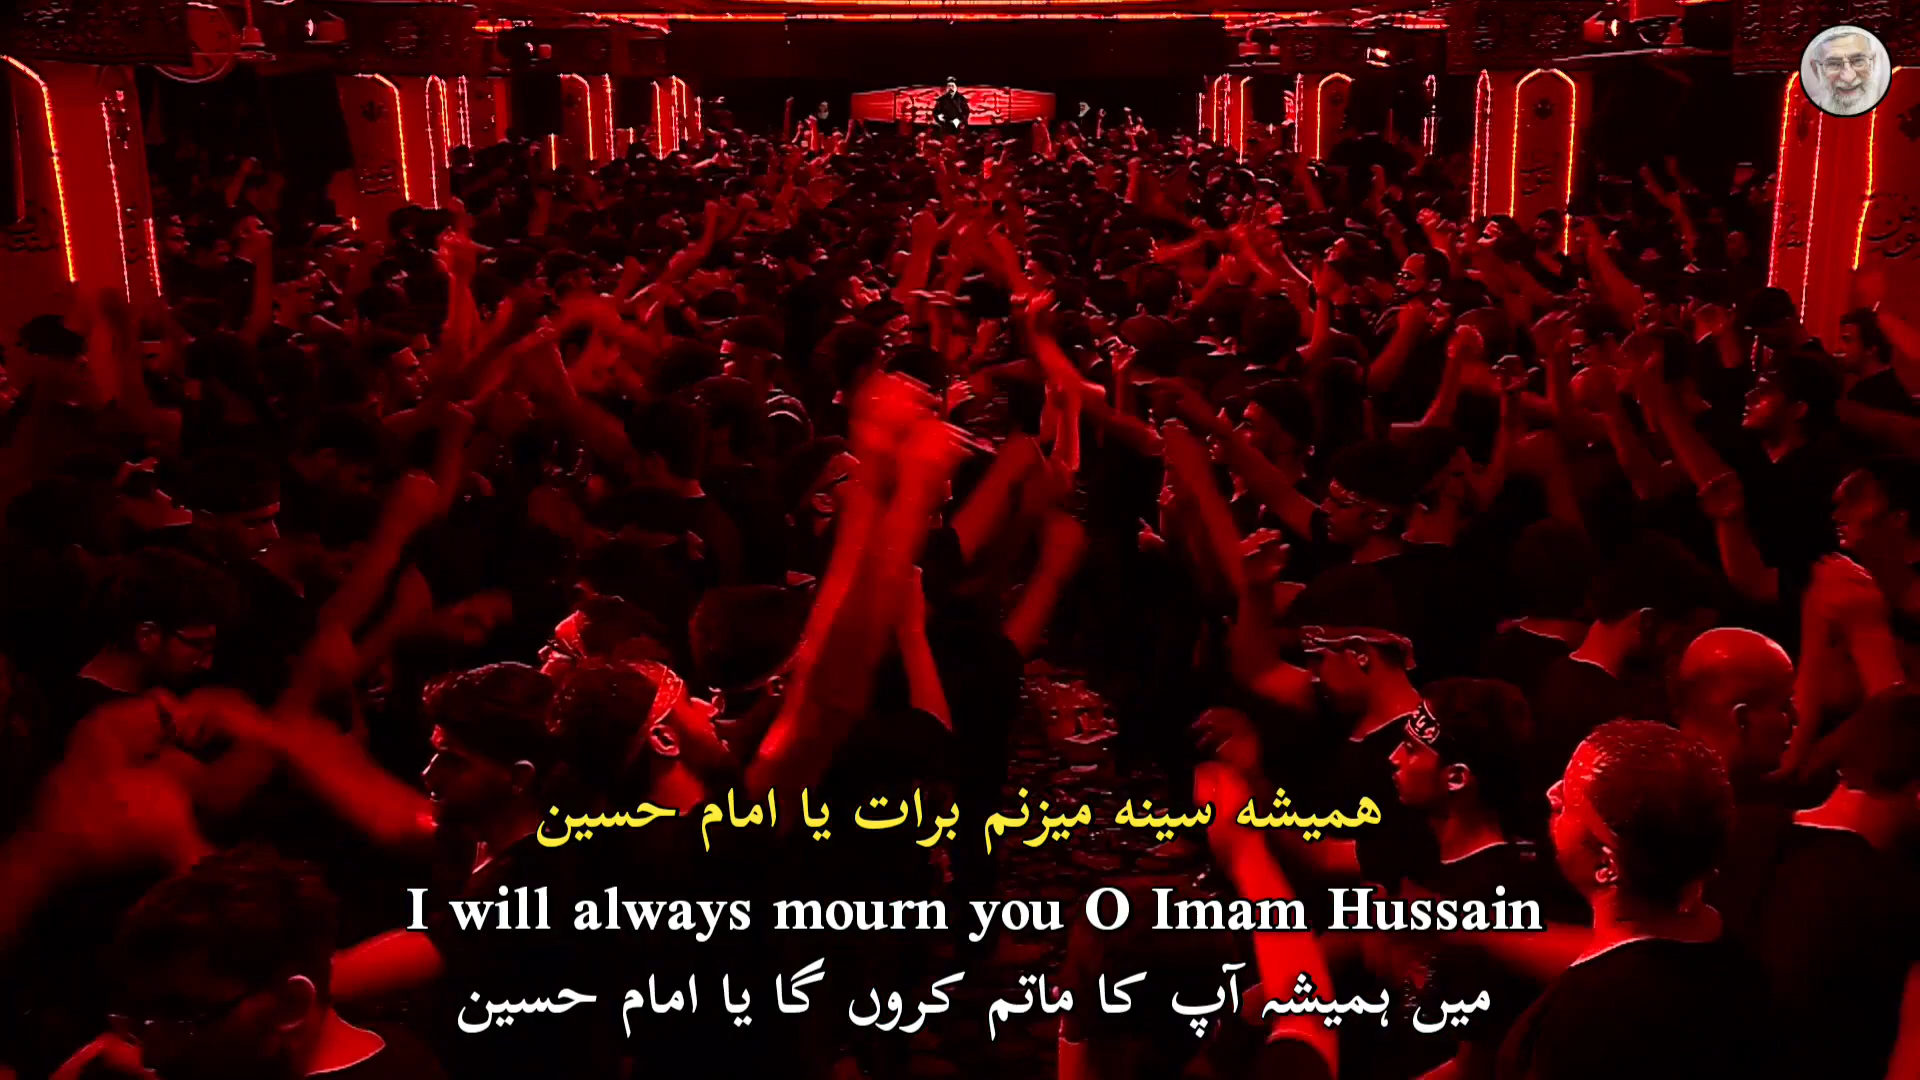 همیشه سینه میزنم برات یا امام حسین
I will always mourn you O Imam Hussain
میں ہمیشہ آپ کا ماتم کروں گا یا امام حسین